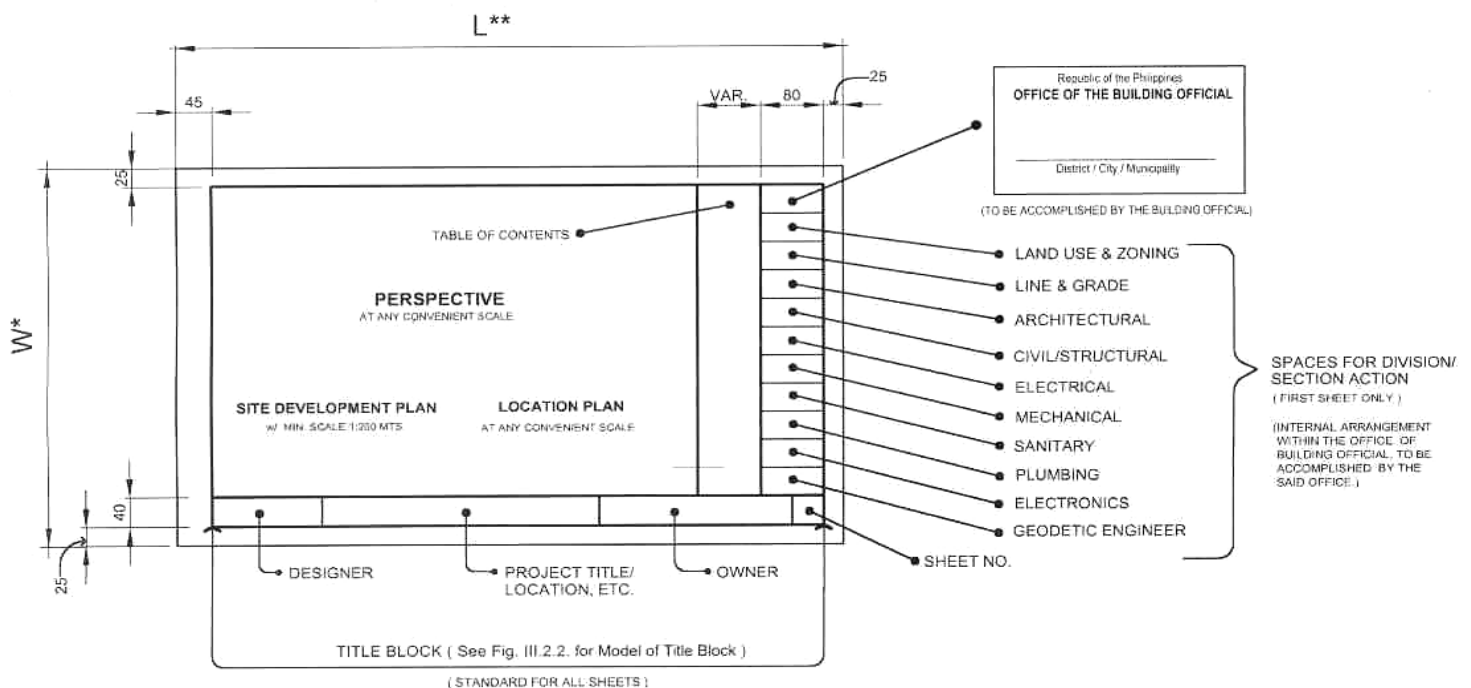 L**
45
VAR.
80
25
25
W*
40
25
Republic of the Philippines
OFFICE OF THE BUILDING OFFICIAL
District / City / Municipality
(TO BE ACCOMPLISHED BY THE BUILDING OFFICIAL)
TABLE OF CONTENTS
PERSPECTIVE
AT ANY CONVENIENT SCALE
SITE DEVELOPMENT PLAN
w/ MIN. SCALE 1:200 MTS
LOCATION PLAN
AT ANY CONVENIENT SCALE
LAND USE & ZONING
LINE & GRADE
ARCHITECTURAL
CIVIL/STRUCTURAL
ELECTRICAL
MECHANICAL
SANITARY
PLUMBING
ELECTRONICS
GEODETIC ENGINEER
SHEET NO.
SPACES FOR DIVISION/
SECTION ACTION
( FIRST SHEET ONLY )
(INTERNAL ARRANGEMENT
WITHIN THE OFFICE OF
BUILDING OFFICIAL, TO BE
ACCOMPLISHED BY THE
SAID OFFICE.)
DESIGNER
PROJECT TITLE/
LOCATION, ETC.
OWNER
TITLE BLOCK ( See Fig. III.2.2. for Model of Title Block )
( STANDARD FOR ALL SHEETS )